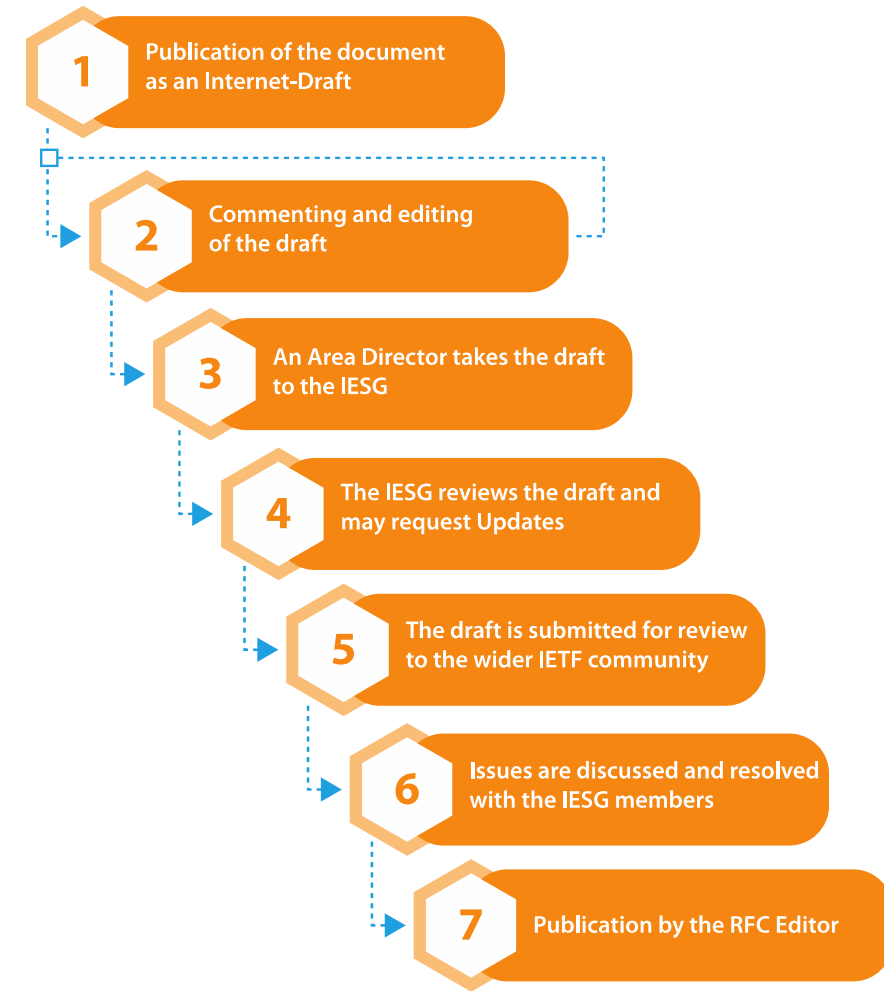 1
Publication of the document
as an Internet-Draft
2
Commenting and editing
of the draft
3
An Area Director takes the draft
to the IESG
4
The IESG reviews the draft and
may request Updates
5
The draft is submitted for review
to the wider IETF community
6
Issues are discussed and resolved
with the IESG members
7
Publication by the RFC Editor